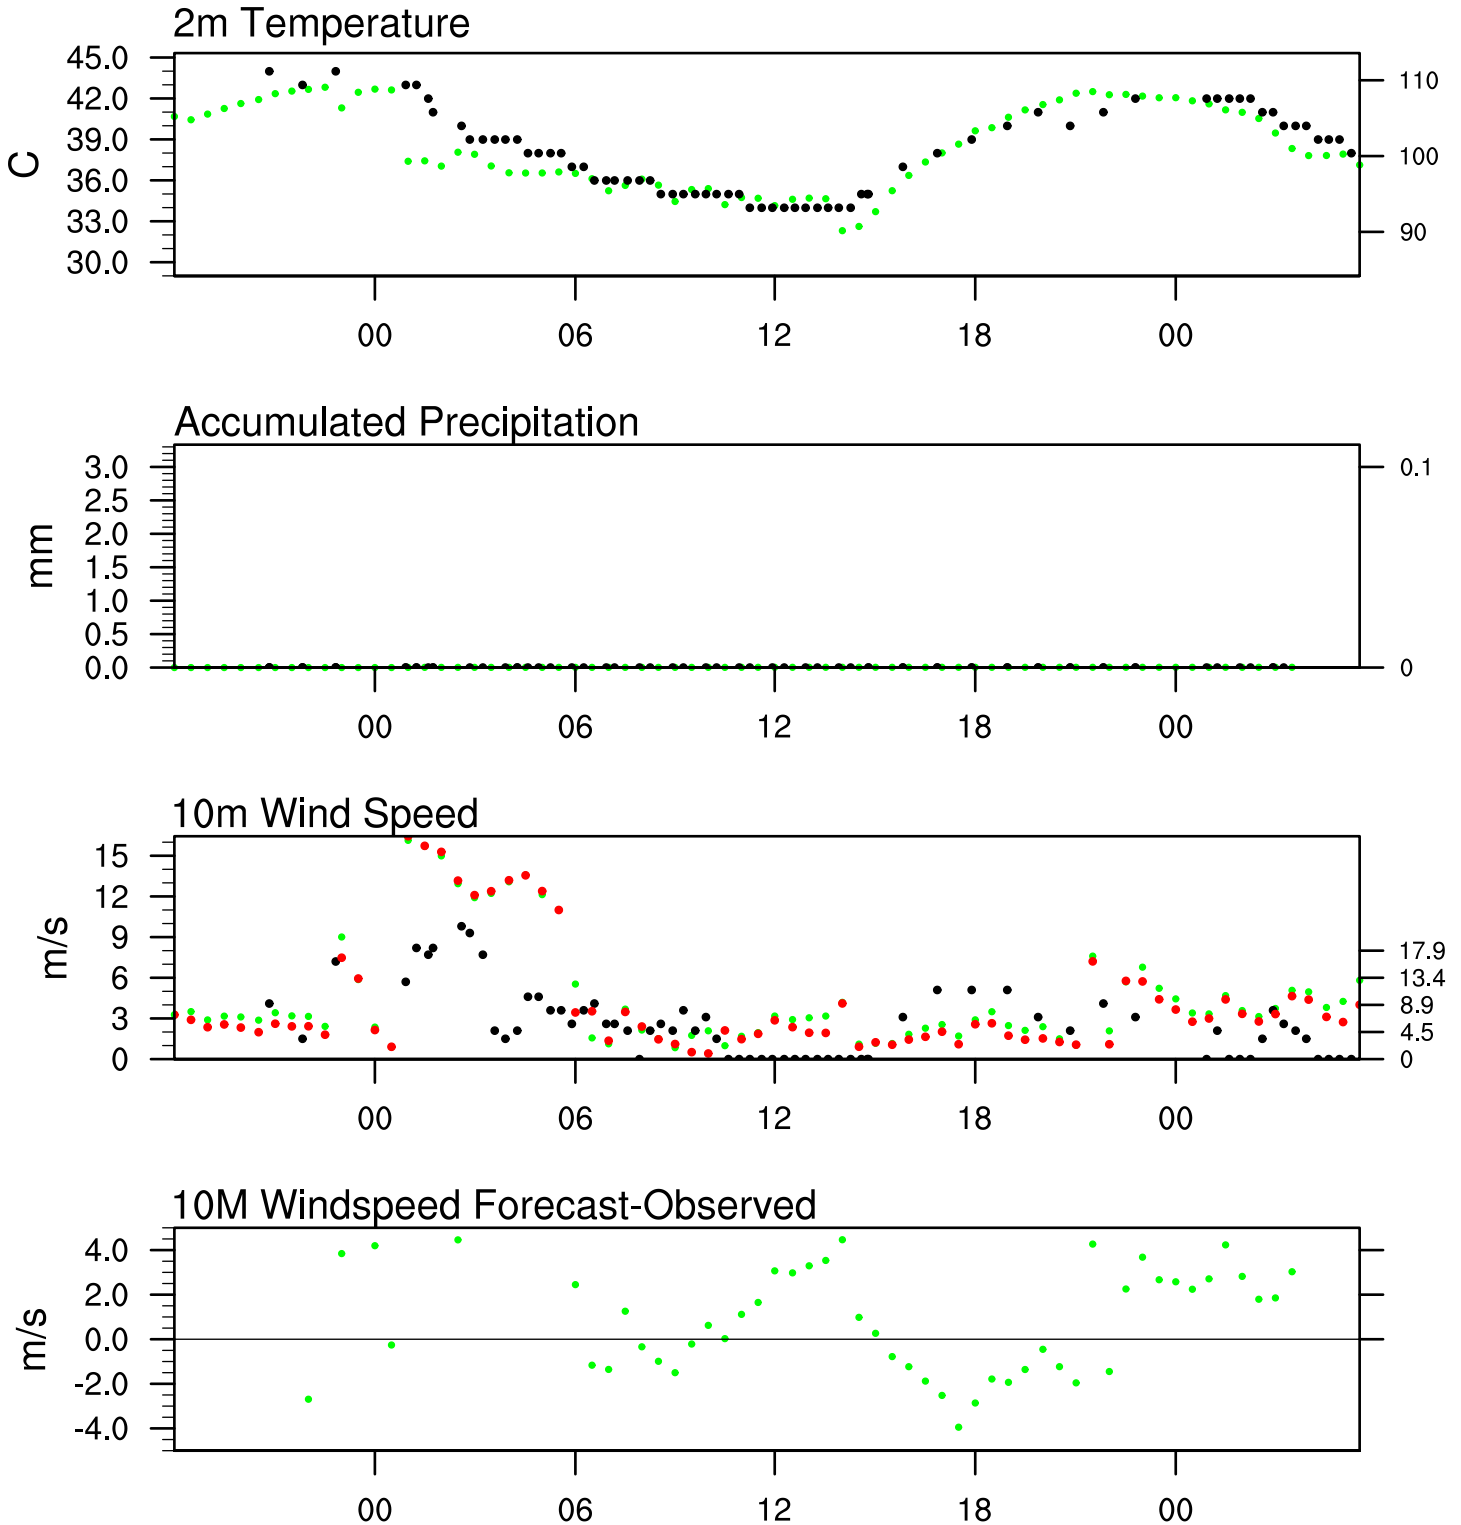 2m Temperature
45.0
42.0
39.0
36.0
33.0
30.0
C
110
100
90
00 06 12 18 00
Accumulated Precipitation
3.0
2.5
2.0
1.5
1.0
0.5
0.0
mm
0.1
0
00 06 12 18 00
10m Wind Speed
15
12
9
6
3
0
m/s
17.9
13.4
8.9
4.5
0
00 06 12 18 00
10M Windspeed Forecast-Observed
4.0
2.0
0.0
-2.0
-4.0
m/s
00 06 12 18 00